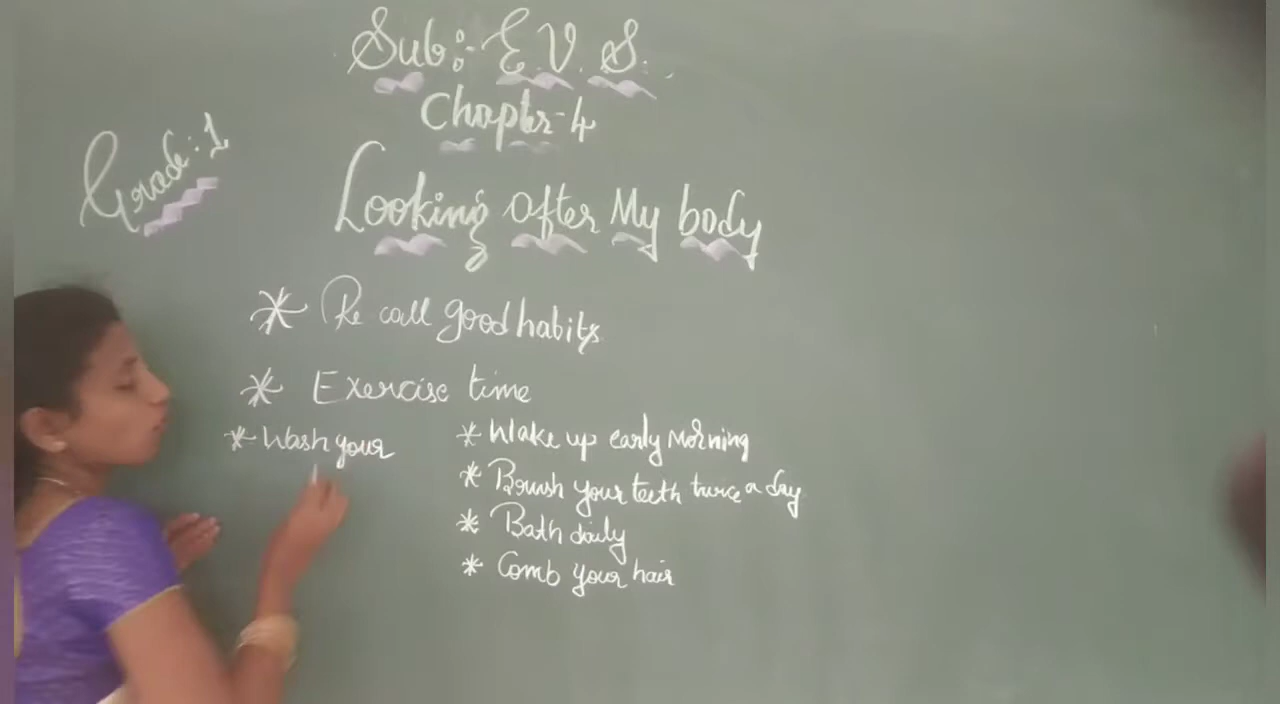 Sub:- E.V.S.
Chapter-4
Grade:1
Looking after My body
* Re call good habits
* Exercise time
* Wash your
* Wake up early Morning
* Brush your teeth twice a day
* Bath daily
* Comb your hair